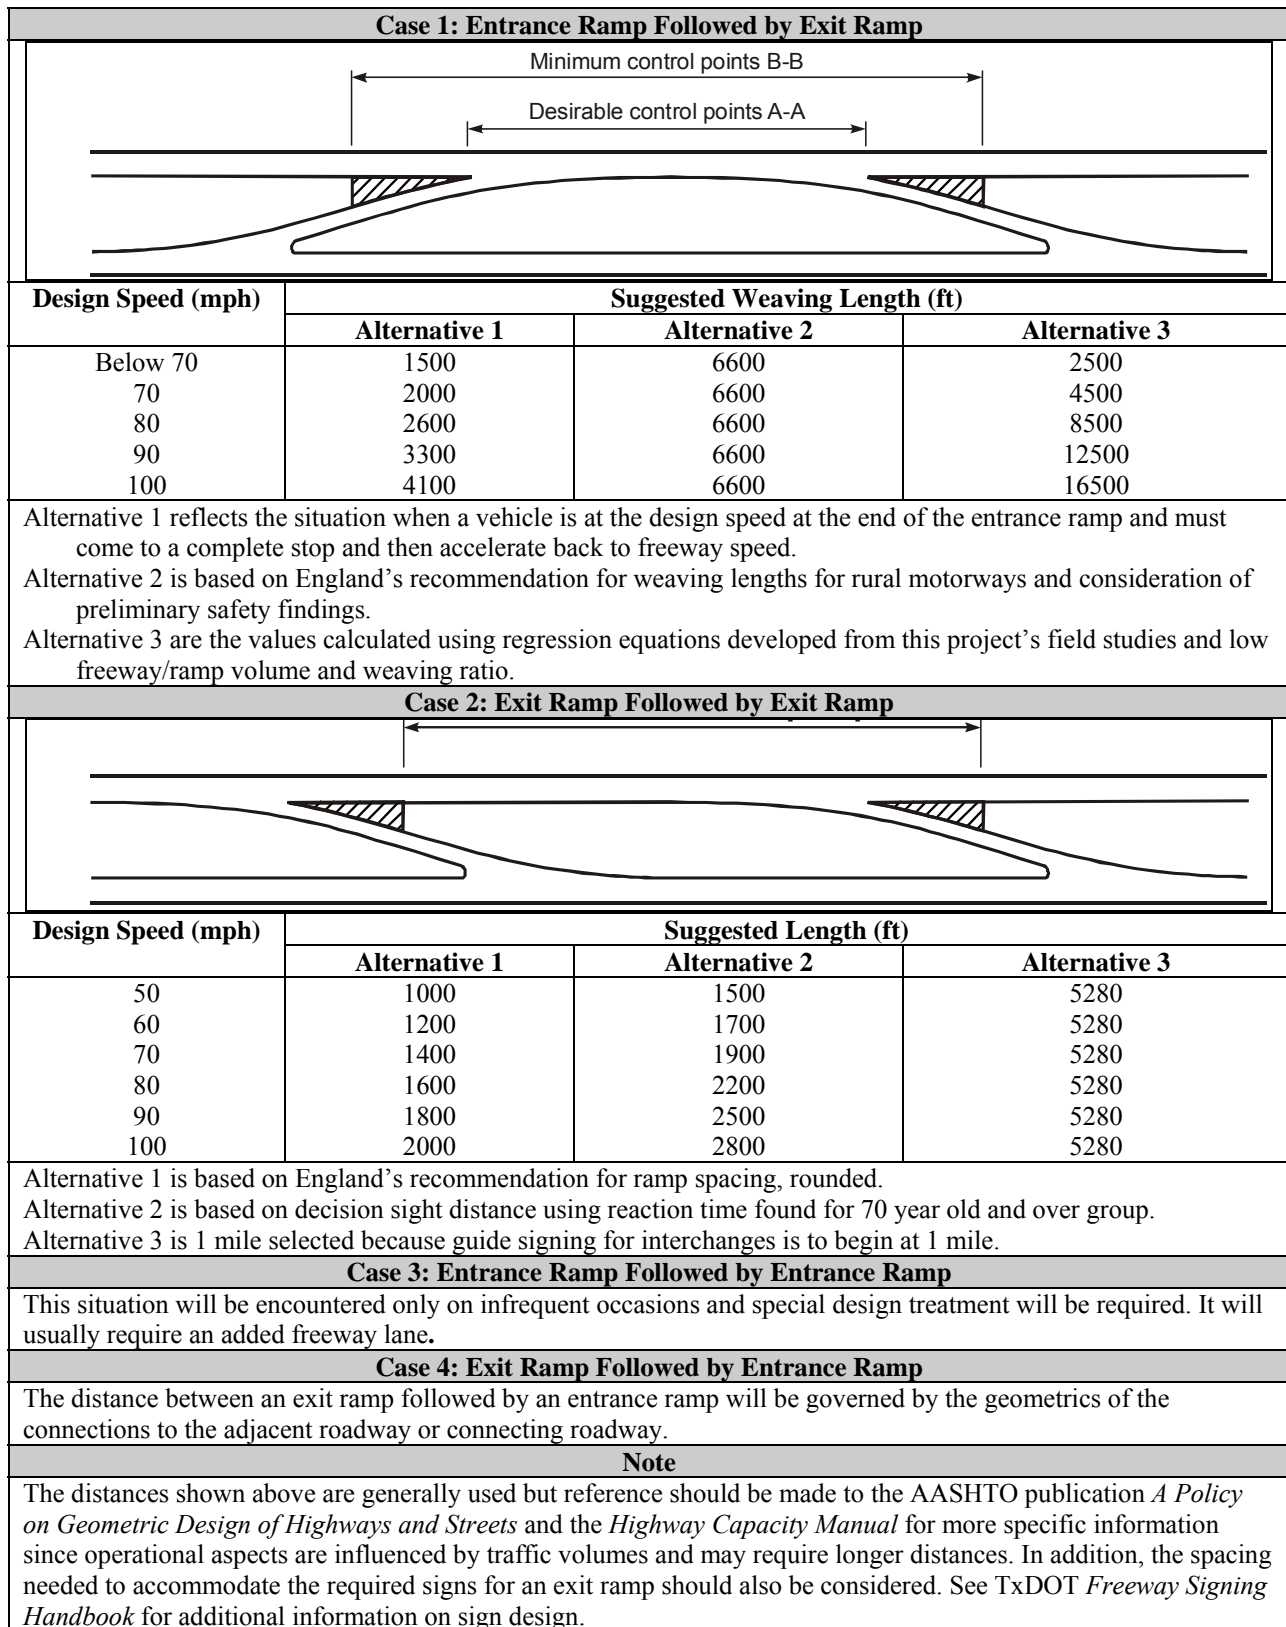 Case 1: Entrance Ramp Followed by Exit Ramp
Minimum control points B-B
Desirable control points A-A
Design Speed (mph) Suggested Weaving Length (ft)
Alternative 1 Alternative 2 Alternative 3
Below 70 1500 6600 2500
70 2000 6600 4500
80 2600 6600 8500
90 3300 6600 12500
100 4100 6600 16500
Alternative 1 reflects the situation when a vehicle is at the design speed at the end of the entrance ramp and must
come to a complete stop and then accelerate back to freeway speed.
Alternative 2 is based on England's recommendation for weaving lengths for rural motorways and consideration of
preliminary safety findings.
Alternative 3 are the values calculated using regression equations developed from this project's field studies and low
freeway/ramp volume and weaving ratio.
Case 2: Exit Ramp Followed by Exit Ramp
Design Speed (mph) Suggested Length (ft)
Alternative 1 Alternative 2 Alternative 3
50 1000 1500 5280
60 1200 1700 5280
70 1400 1900 5280
80 1600 2200 5280
90 1800 2500 5280
100 2000 2800 5280
Alternative 1 is based on England's recommendation for ramp spacing, rounded.
Alternative 2 is based on decision sight distance using reaction time found for 70 year old and over group.
Alternative 3 is 1 mile selected because guide signing for interchanges is to begin at 1 mile.
Case 3: Entrance Ramp Followed by Entrance Ramp
This situation will be encountered only on infrequent occasions and special design treatment will be required. It will
usually require an added freeway lane.
Case 4: Exit Ramp Followed by Entrance Ramp
The distance between an exit ramp followed by an entrance ramp will be governed by the geometrics of the
connections to the adjacent roadway or connecting roadway.
Note
The distances shown above are generally used but reference should be made to the AASHTO publication A Policy
on Geometric Design of Highways and Streets and the Highway Capacity Manual for more specific information
since operational aspects are influenced by traffic volumes and may require longer distances. In addition, the spacing
needed to accommodate the required signs for an exit ramp should also be considered. See TxDOT Freeway Signing
Handbook for additional information on sign design.